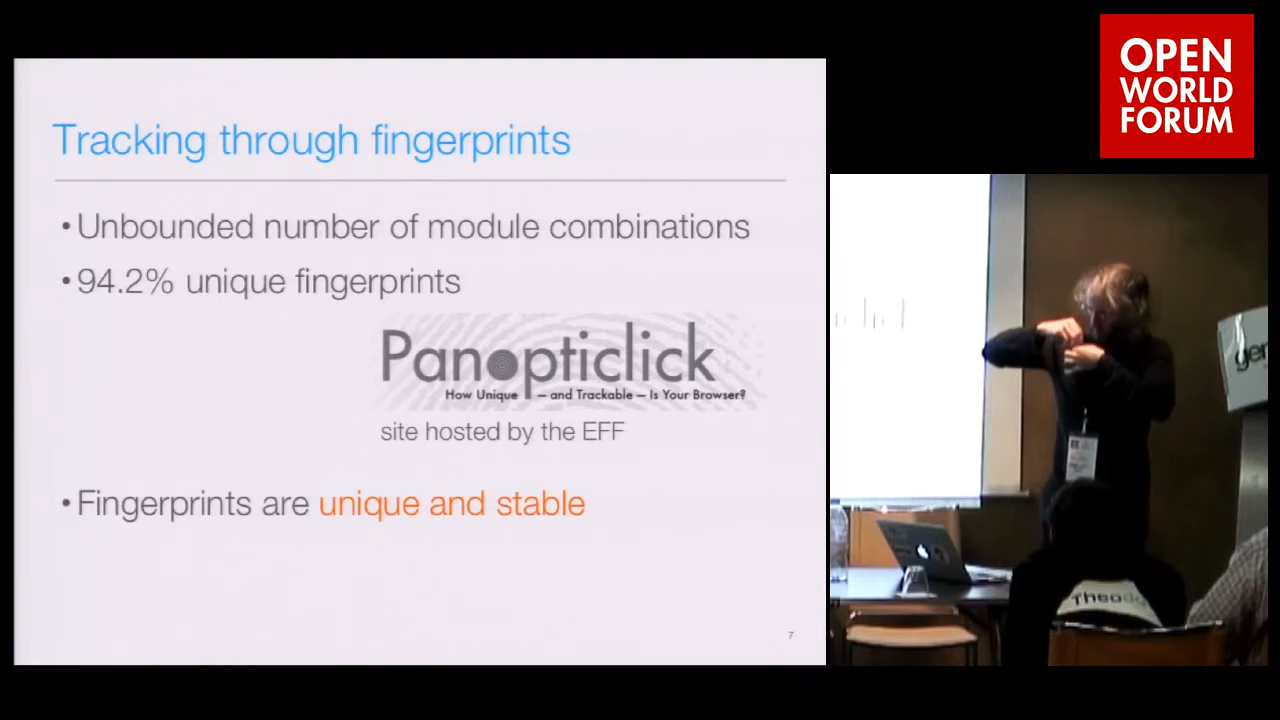 Tracking through fingerprints
• Unbounded number of module combinations
• 94.2% unique fingerprints
Panopticlick
How Unique — and Trackable — Is Your Browser?
site hosted by the EFF
• Fingerprints are unique and stable
7
OPEN
WORLD
FORUM